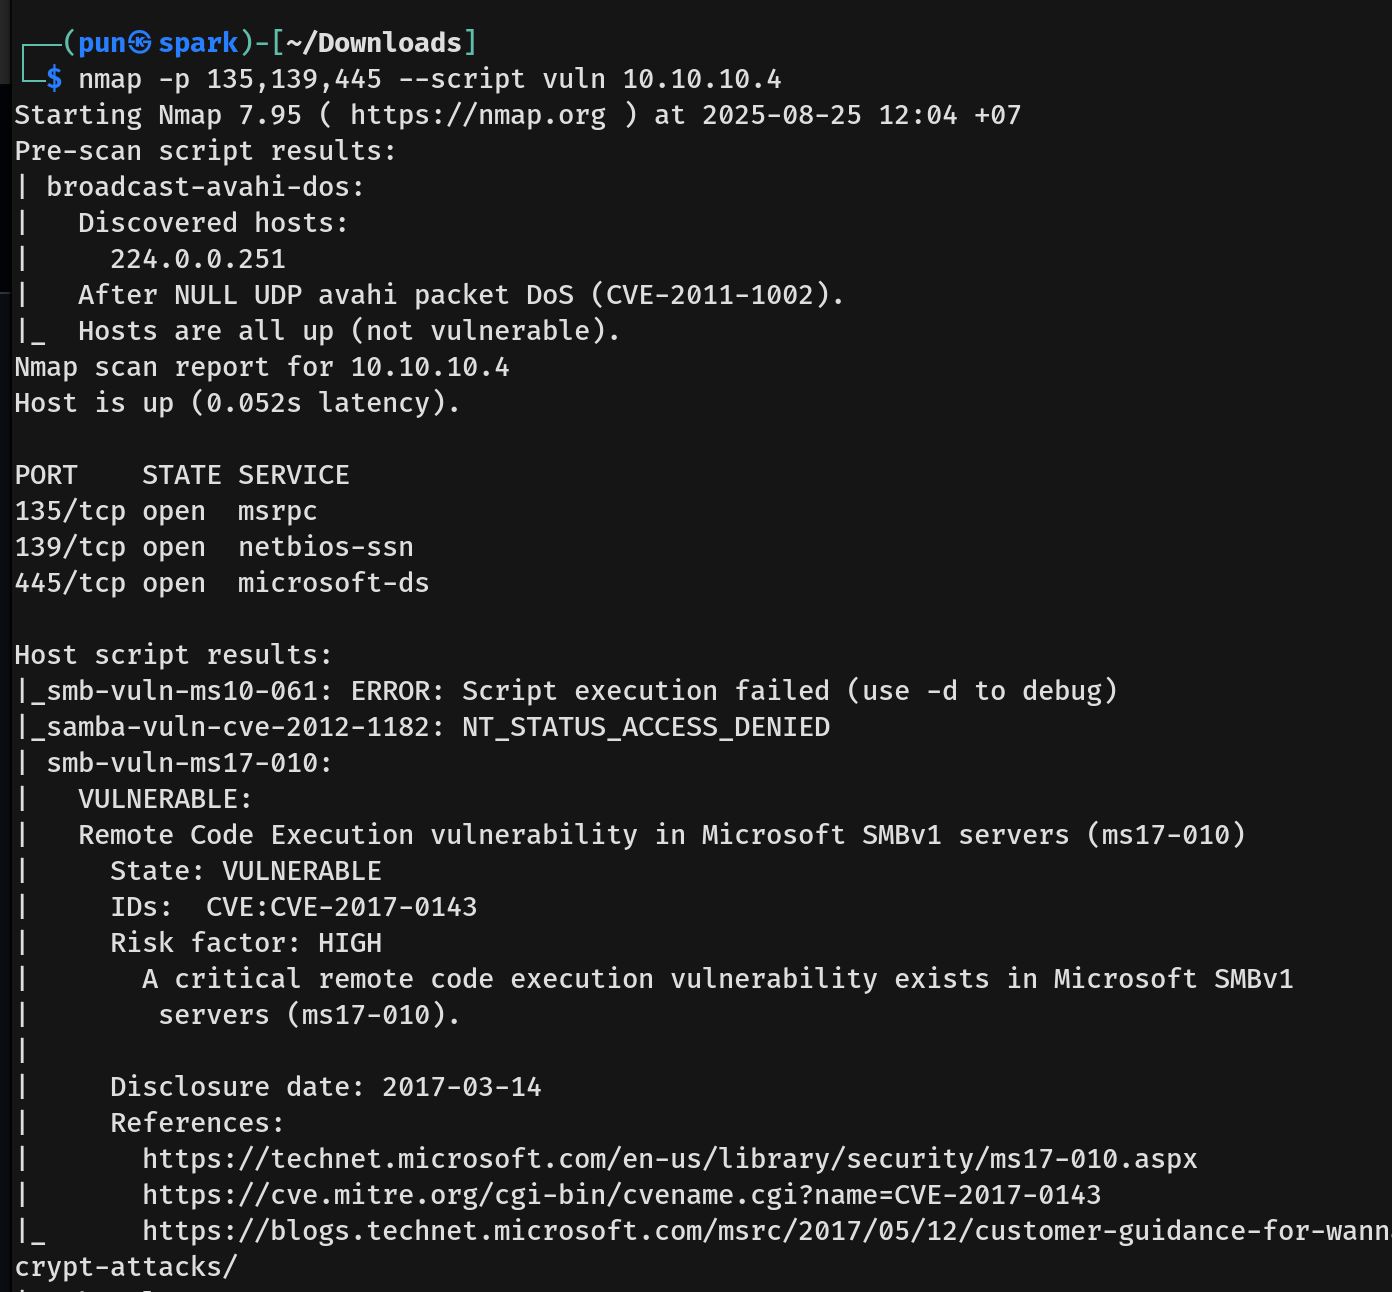 ┌──(pun㉿spark)-[~/Downloads]
└─$ nmap -p 135,139,445 --script vuln 10.10.10.4
Starting Nmap 7.95 ( https://nmap.org ) at 2025-08-25 12:04 +07
Pre-scan script results:
| broadcast-avahi-dos:
|   Discovered hosts:
|     224.0.0.251
|   After NULL UDP avahi packet DoS (CVE-2011-1002).
|_  Hosts are all up (not vulnerable).
Nmap scan report for 10.10.10.4
Host is up (0.052s latency).

PORT    STATE SERVICE
135/tcp open  msrpc
139/tcp open  netbios-ssn
445/tcp open  microsoft-ds

Host script results:
|_smb-vuln-ms10-061: ERROR: Script execution failed (use -d to debug)
|_samba-vuln-cve-2012-1182: NT_STATUS_ACCESS_DENIED
| smb-vuln-ms17-010:
|   VULNERABLE:
|   Remote Code Execution vulnerability in Microsoft SMBv1 servers (ms17-010)
|     State: VULNERABLE
|     IDs:  CVE:CVE-2017-0143
|     Risk factor: HIGH
|       A critical remote code execution vulnerability exists in Microsoft SMBv1
|        servers (ms17-010).
|
|     Disclosure date: 2017-03-14
|     References:
|       https://technet.microsoft.com/en-us/library/security/ms17-010.aspx
|       https://cve.mitre.org/cgi-bin/cvename.cgi?name=CVE-2017-0143
|_      https://blogs.technet.microsoft.com/msrc/2017/05/12/customer-guidance-for-wann
crypt-attacks/